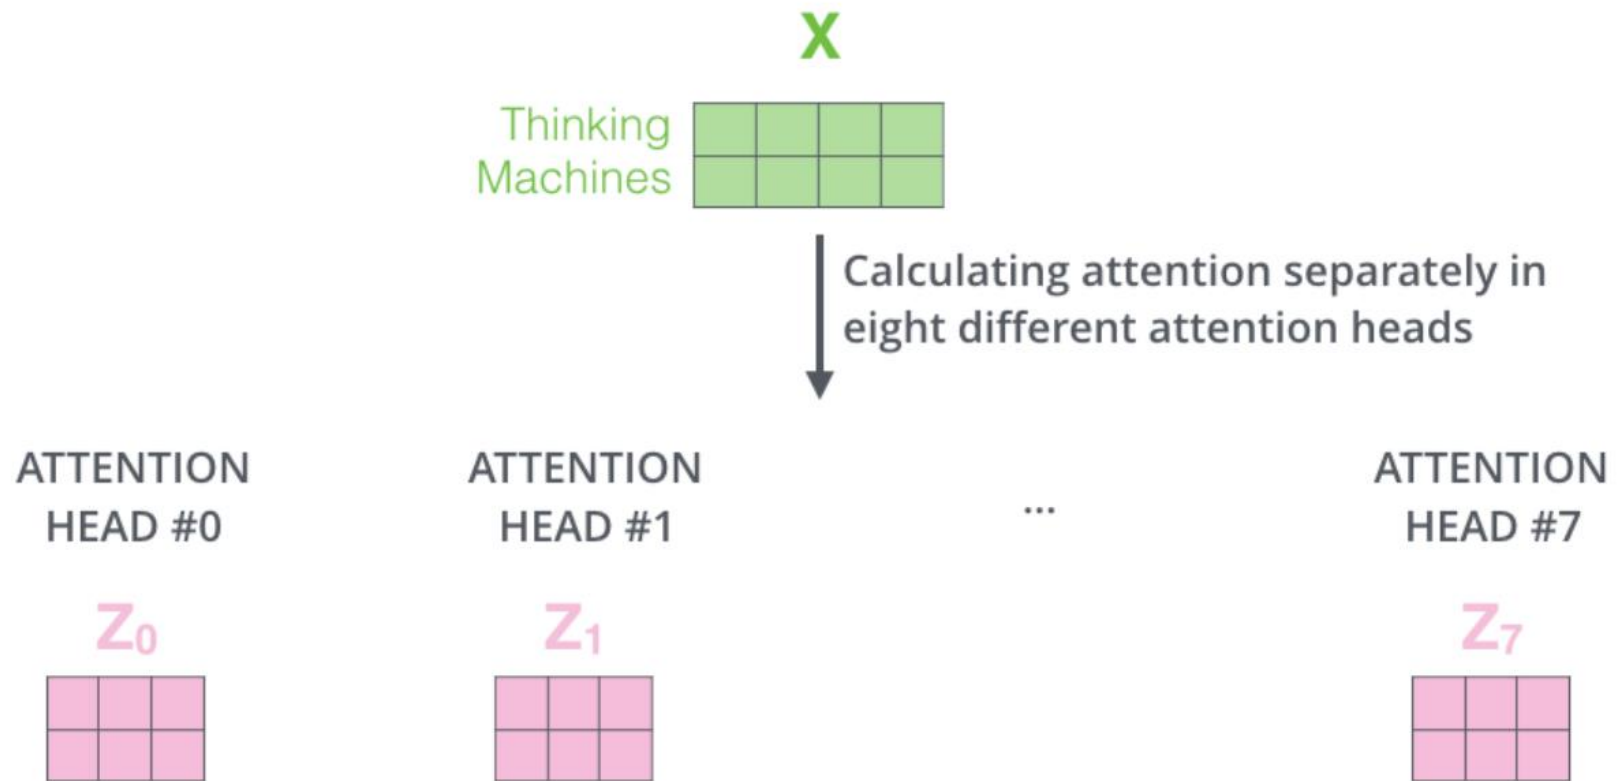 X
Thinking
Machines
Calculating attention separately in
eight different attention heads
ATTENTION
HEAD #0
ATTENTION
HEAD #1
...
ATTENTION
HEAD #7
Z0
Z1
Z7